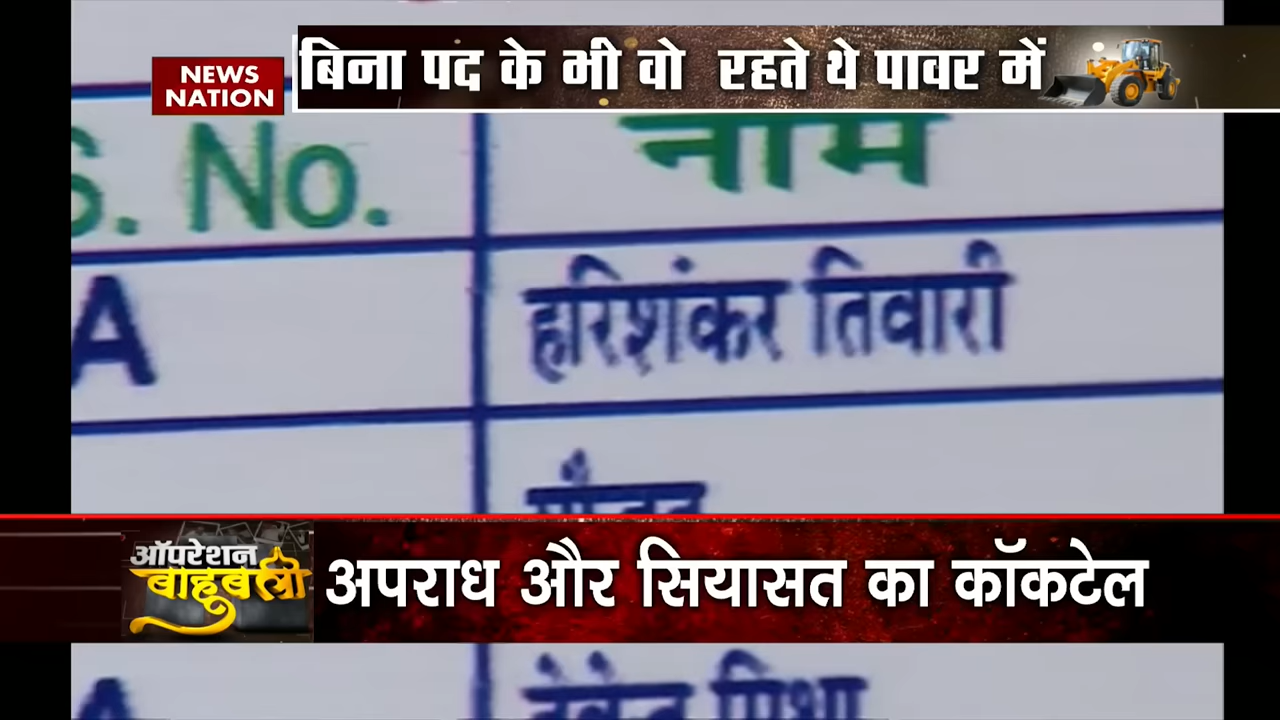 बिना पद के भी वो रहते थे पावर में
NEWS
NATION
S. No.
नाम
A
हरिशंकर तिवारी
ऑपरेशन
बाहुबली
अपराध और सियासत का कॉकटेल
A